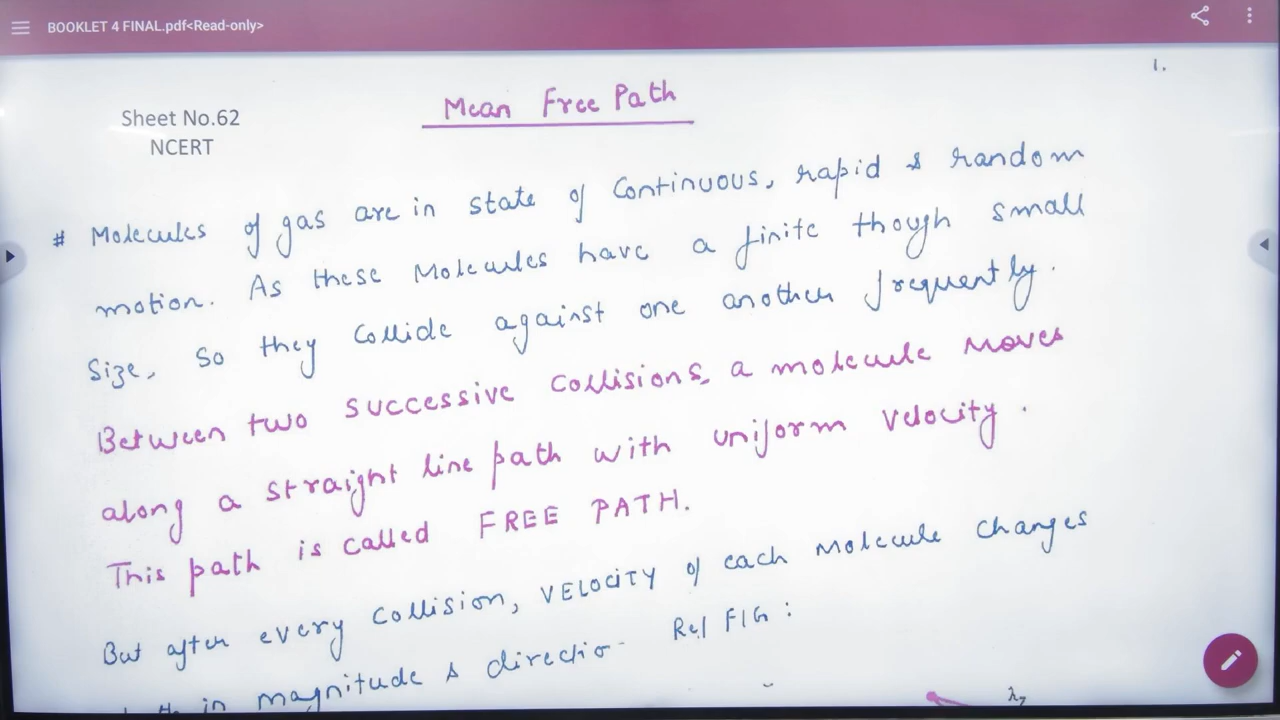 BOOKLET 4 FINAL.pdf<Read-only>
1.
Mean Free Path
Sheet No.62
NCERT
# Molecules of gas are in state of Continuous, rapid & random
motion. As these Molecules have a finite though small
Size, So they Collide against one another frequently.
Between two successive Collisions, a molecule moves
along a straight line path with uniform velocity.
This path is called FREE PATH.
But after every Collision, VELOCITY of each Molecule Changes
in magnitude & directio Ref FIG :
λ7